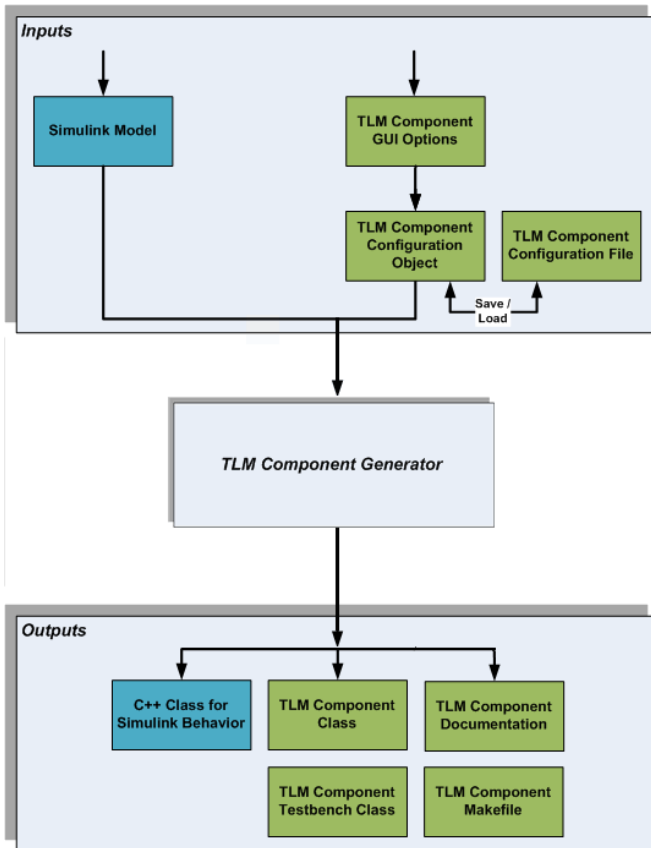 Inputs
Simulink Model
TLM Component
GUI Options
TLM Component
Configuration
Object
TLM Component
Configuration File
Save /
Load
TLM Component Generator
Outputs
C++ Class for
Simulink Behavior
TLM Component
Class
TLM Component
Documentation
TLM Component
Testbench Class
TLM Component
Makefile